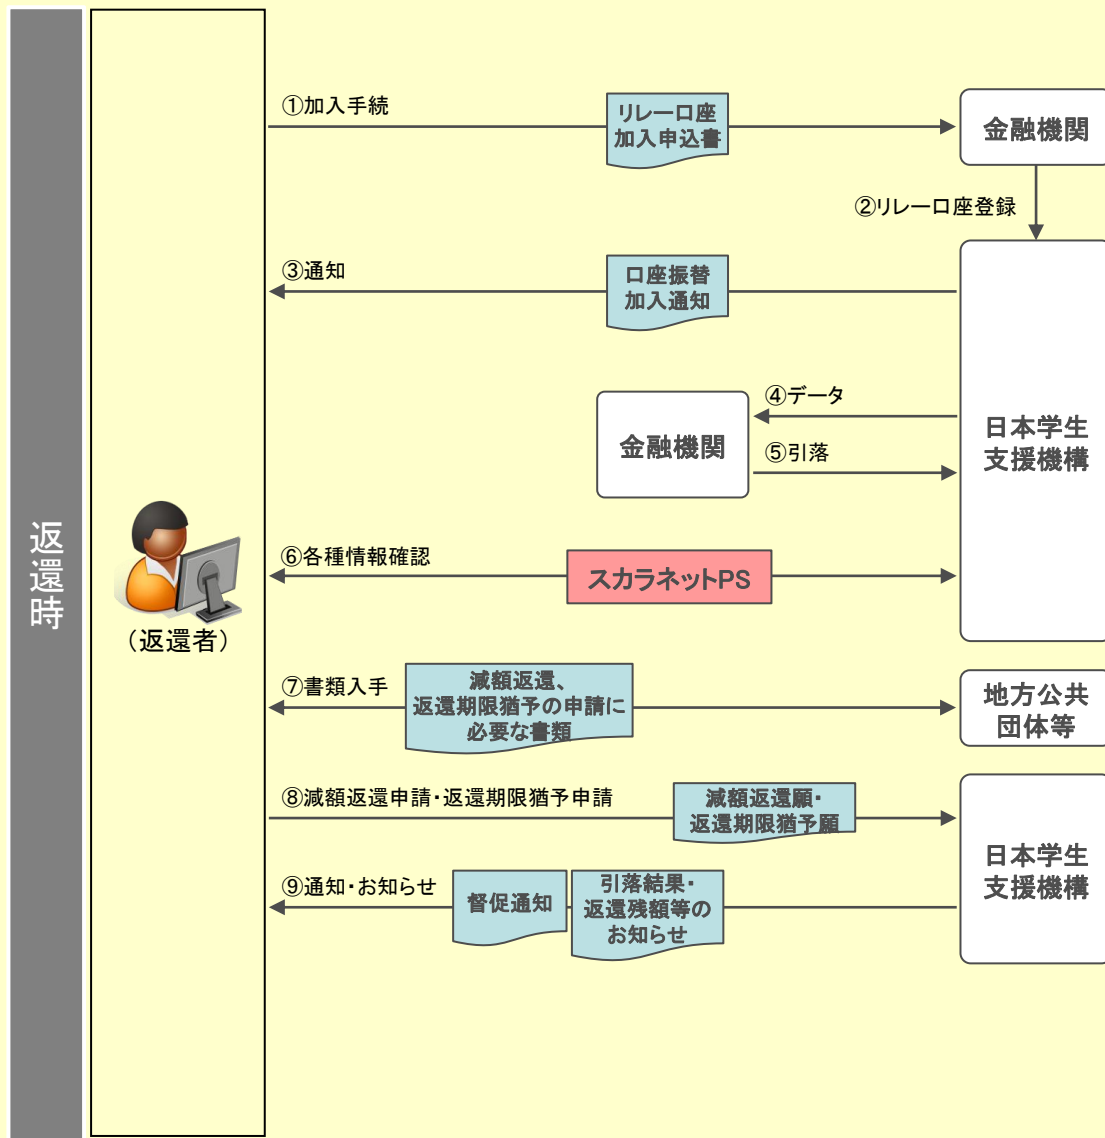 返還時
（返還者）
①加入手続
リレー口座
加入申込書
金融機関
②リレー口座登録
③通知
口座振替
加入通知
④データ
金融機関
⑤引落
日本学生
支援機構
⑥各種情報確認
スカラネットPS
⑦書類入手
減額返還、
返還期限猶予の申請に
必要な書類
地方公共
団体等
⑧減額返還申請・返還期限猶予申請
減額返還願・
返還期限猶予願
日本学生
支援機構
⑨通知・お知らせ
督促通知
引落結果・
返還残額等の
お知らせ